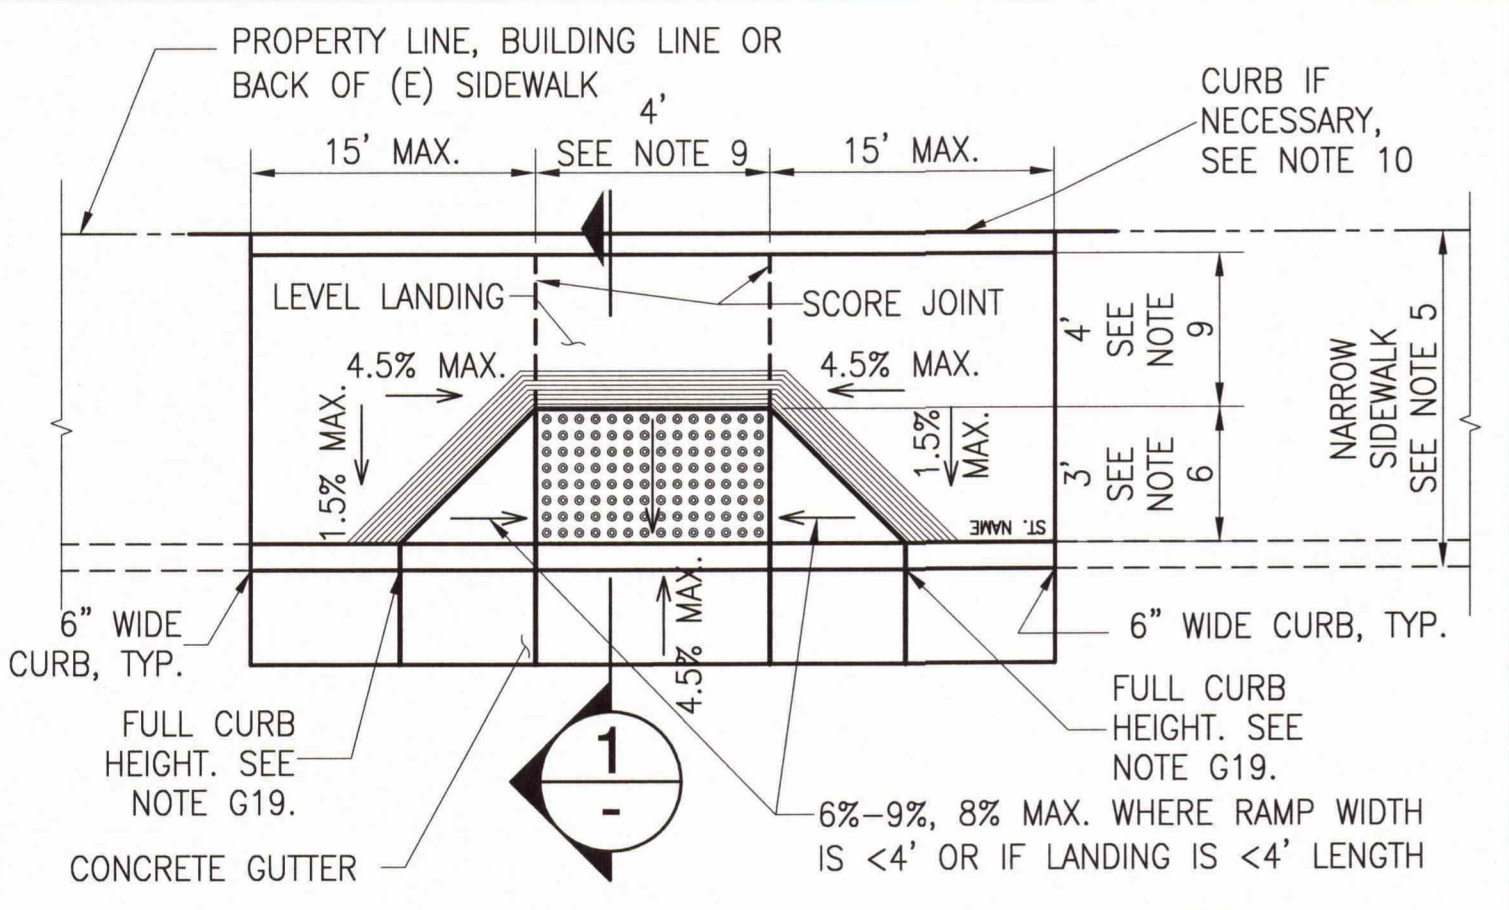 PROPERTY LINE, BUILDING LINE OR
BACK OF (E) SIDEWALK
CURB IF
NECESSARY,
SEE NOTE 10
15' MAX.
4'
SEE NOTE 9
15' MAX.
LEVEL LANDING
SCORE JOINT
4.5% MAX.
4.5% MAX.
1.5% MAX.
1.5%
MAX.
4'
SEE
NOTE
9
3'
SEE
NOTE
6
NARROW
SIDEWALK
SEE NOTE 5
ST. NAME
4.5% MAX.
6" WIDE
CURB, TYP.
6" WIDE CURB, TYP.
FULL CURB
HEIGHT. SEE
NOTE G19.
FULL CURB
HEIGHT. SEE
NOTE G19.
1
-
6%-9%, 8% MAX. WHERE RAMP WIDTH
IS <4' OR IF LANDING IS <4' LENGTH
CONCRETE GUTTER